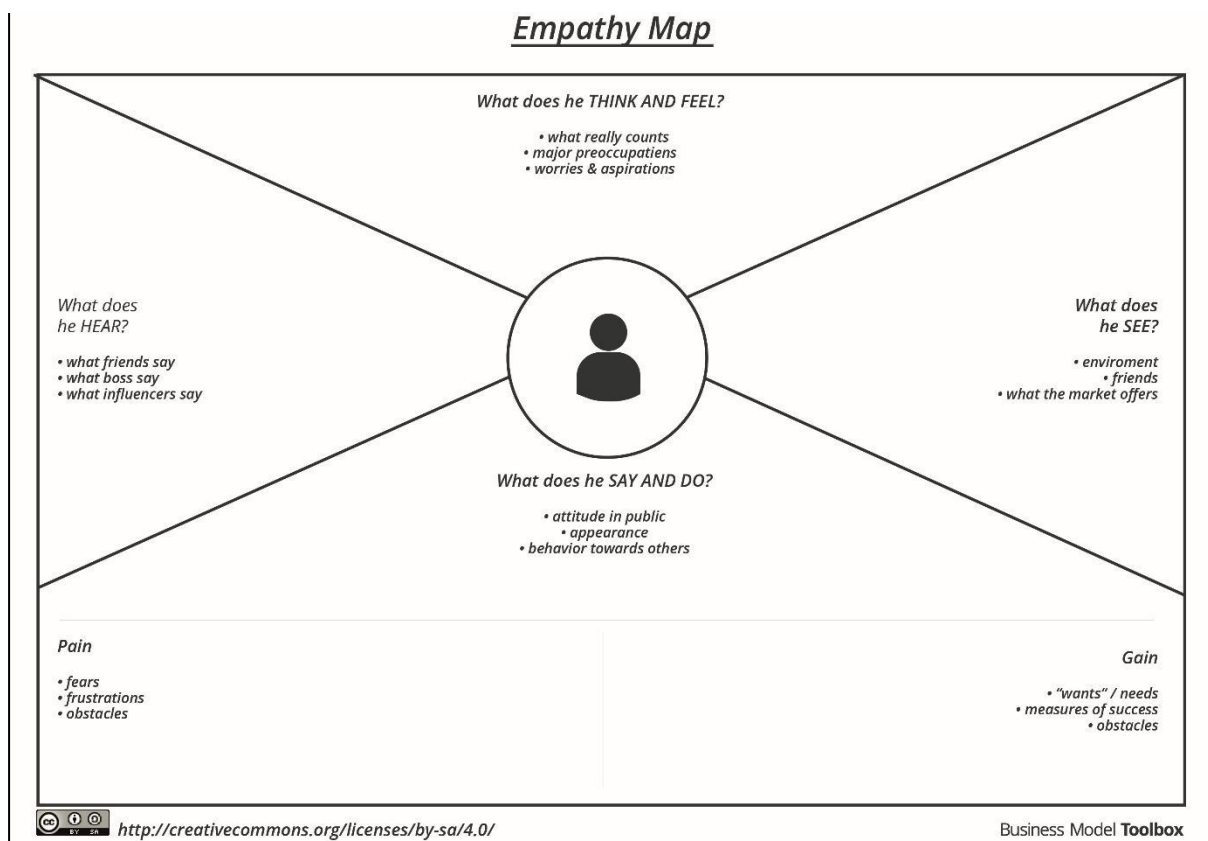 Empathy Map
What does he THINK AND FEEL?
• what really counts
• major preoccupatiens
• worries & aspirations
What does
he HEAR?
• what friends say
• what boss say
• what influencers say
What does
he SEE?
• enviroment
• friends
• what the market offers
What does he SAY AND DO?
• attitude in public
• appearance
• behavior towards others
Pain
• fears
• frustrations
• obstacles
Gain
• “wants” / needs
• measures of success
• obstacles
cc BY SA
http://creativecommons.org/licenses/by-sa/4.0/
Business Model Toolbox